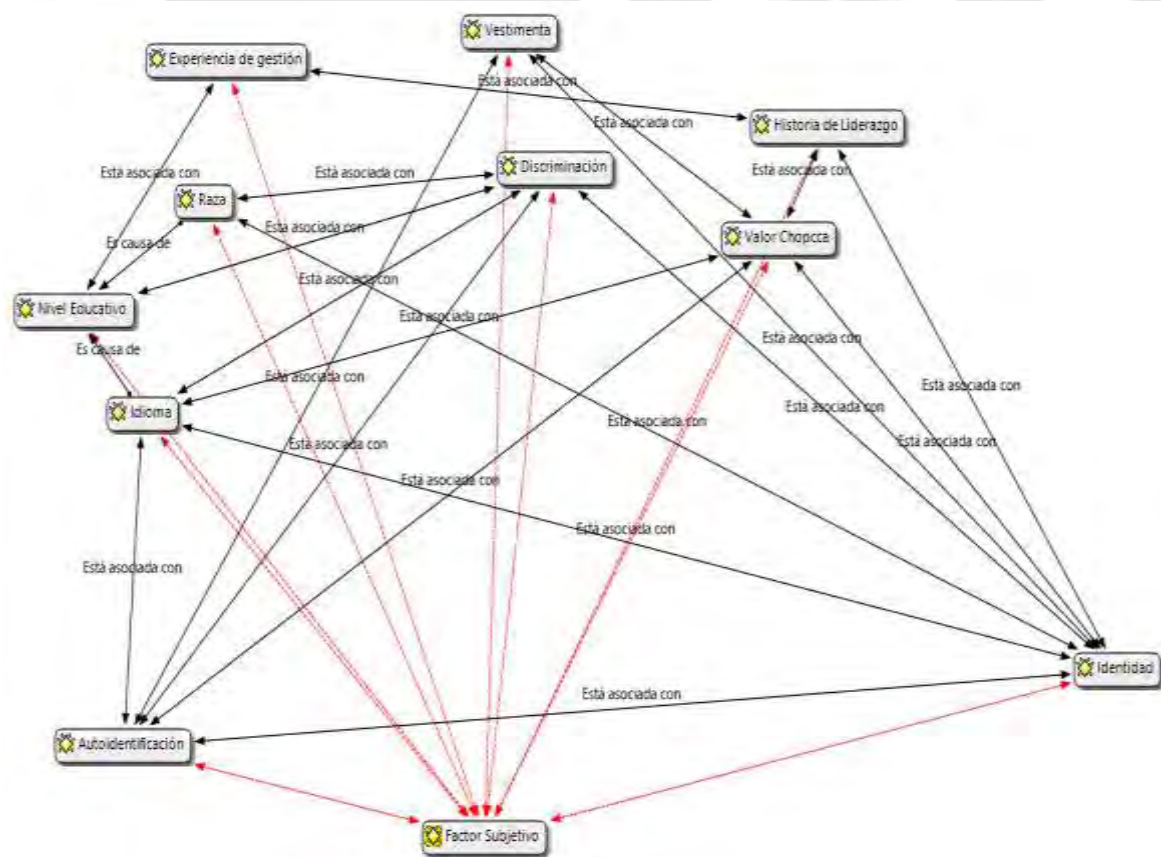 Vestimenta
Experiencia de gestión
Está asociada con
Historia de Liderazgo
Está asociada con
Discriminación
Está asociada con
Está asociada con
Está asociada con
Raza
Está asociada con
Valor Chopcca
Es causa de
Está asociada con
Nivel Educativo
Está asociada con
Está asociada con
Es causa de
Está asociada con
Está asociada con
Idioma
Está asociada con
Está asociada con
Está asociada con
Está asociada con
Está asociada con
Está asociada con
Está asociada con
Identidad
Está asociada con
Autoidentificación
Factor Subjetivo